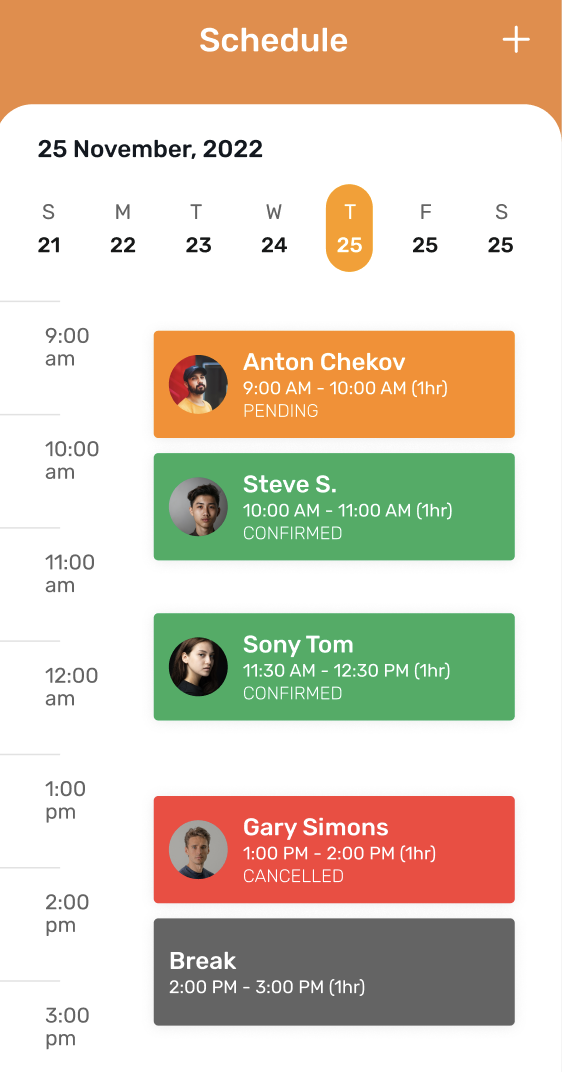 Schedule
25 November, 2022
S M T W T F S
21 22 23 24 25 25 25
9:00
am
Anton Chekov
9:00 AM - 10:00 AM (1hr)
PENDING
10:00
am
Steve S.
10:00 AM - 11:00 AM (1hr)
CONFIRMED
11:00
am
Sony Tom
11:30 AM - 12:30 PM (1hr)
CONFIRMED
12:00
am
1:00
pm
Gary Simons
1:00 PM - 2:00 PM (1hr)
CANCELLED
2:00
pm
Break
2:00 PM - 3:00 PM (1hr)
3:00
pm